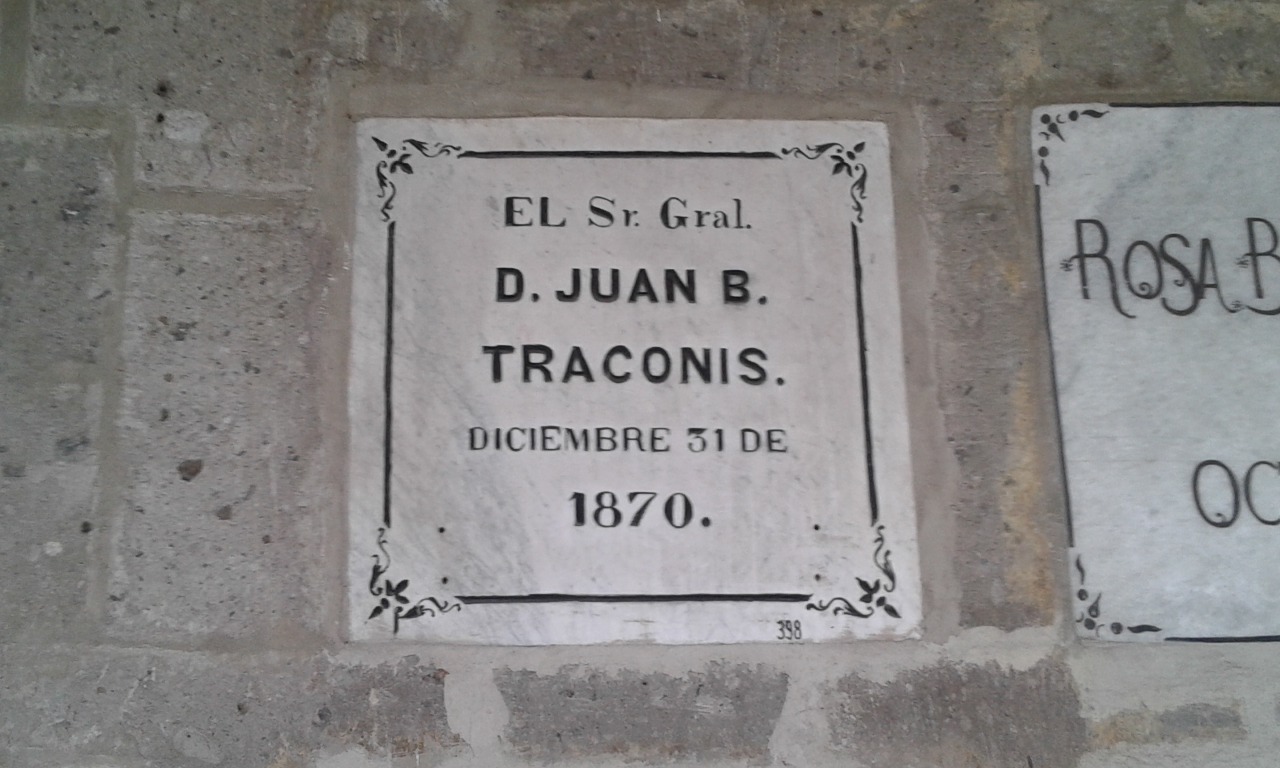 EL Sr. Gral.
D. JUAN B.
TRACONIS.
DICIEMBRE 31 DE
1870.
398
ROSA